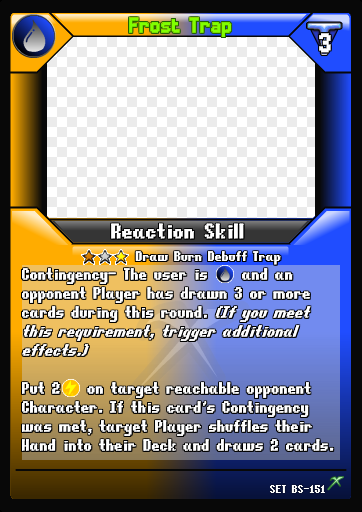 Frost Trap
3
Reaction Skill
Draw Burn Debuff Trap
Contingency- The user is and an
opponent Player has drawn 3 or more
cards during this round. (If you meet
this requirement, trigger additional
effects.)
Put 2 on target reachable opponent
Character. If this card's Contingency
was met, target Player shuffles their
Hand into their Deck and draws 2 cards.
SET BS-151